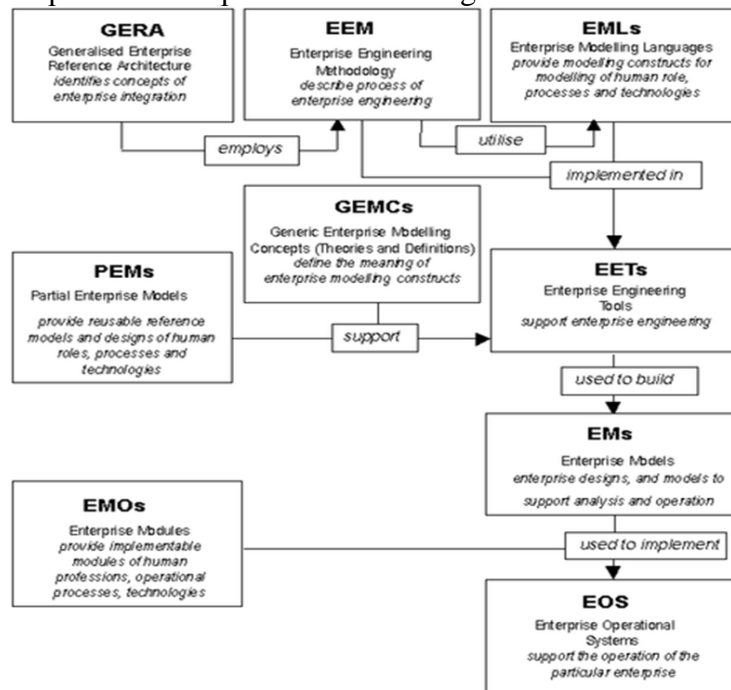 GERA
Generalised Enterprise
Reference Architecture
identifies concepts of
enterprise integration
EEM
Enterprise Engineering
Methodology
describe process of
enterprise engineering
EMLs
Enterprise Modelling Languages
provide modelling constructs for
modelling of human role,
processes and technologies
employs
utilise
implemented in
GEMCs
Generic Enterprise Modelling
Concepts (Theories and Definitions)
define the meaning of
enterprise modelling constructs
PEMs
Partial Enterprise Models
provide reusable reference
models and designs of human
roles, processes and
technologies
EETs
Enterprise Engineering
Tools
support enterprise engineering
support
used to build
EMs
Enterprise Models
enterprise designs, and models to
support analysis and operation
EMOs
Enterprise Modules
provide implementable
modules of human
professions, operational
processes, technologies
used to implement
EOS
Enterprise Operational
Systems
support the operation of the
particular enterprise